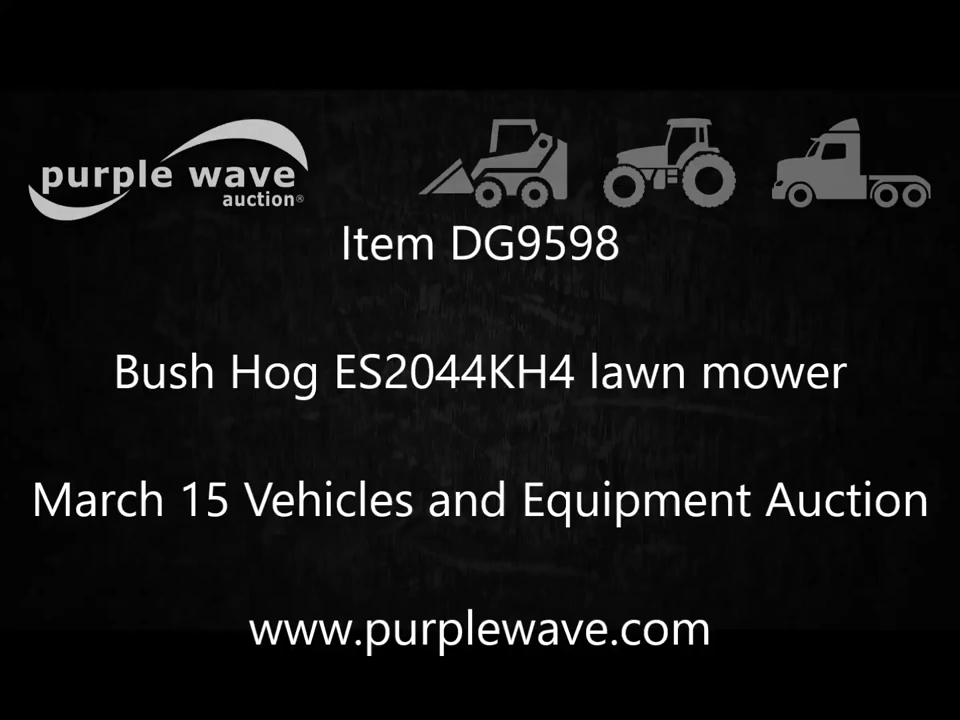 purple wave
auction®
Item DG9598
Bush Hog ES2044KH4 lawn mower
March 15 Vehicles and Equipment Auction
www.purplewave.com